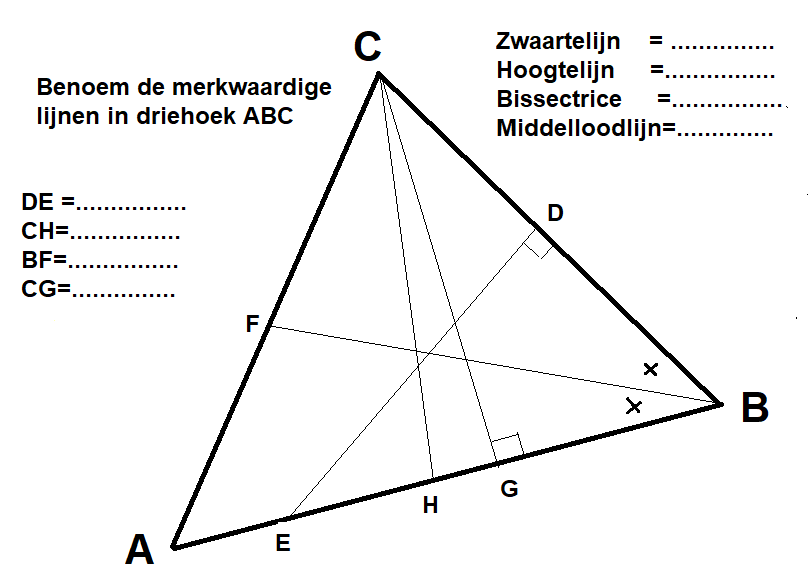 Benoem de merkwaardige
lijnen in driehoek ABC
Zwaartelijn = ...............
Hoogtelijn =................
Bissectrice =................
Middelloodlijn=..............
DE =................
CH=................
BF=................
CG=...............
C
D
F
B
G
H
E
A